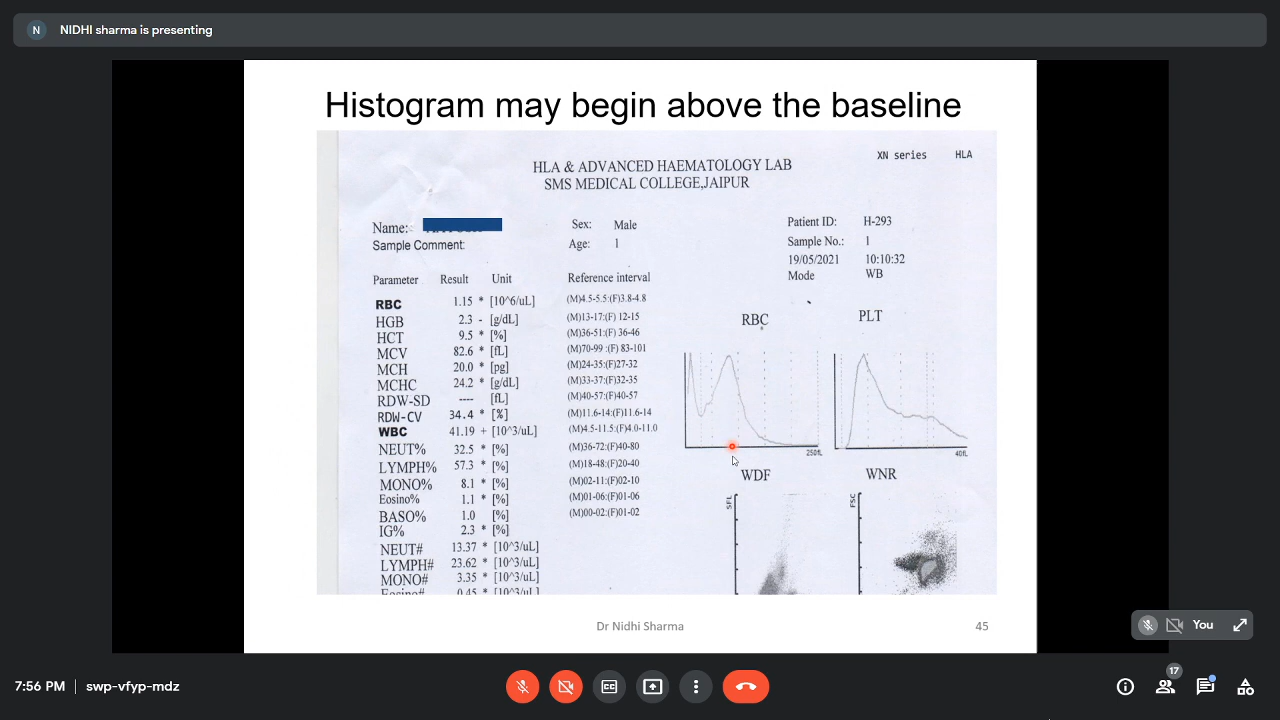 N NIDHI sharma is presenting
Histogram may begin above the baseline
XN series HLA
HLA & ADVANCED HAEMATOLOGY LAB
SMS MEDICAL COLLEGE,JAIPUR
Name: Sex: Male Patient ID: H-293
Sample Comment: Age: 1 Sample No.: 1
19/05/2021 10:10:32
Mode WB
Parameter Result Unit Reference interval
RBC 1.15 * [10^6/uL] (M)4.5-5.5:(F)3.8-4.8
HGB 2.3 - [g/dL] (M)13-17:(F) 12-15
HCT 9.5 * [%] (M)36-51:(F) 36-46
MCV 82.6 * [fL] (M)70-99 :(F) 83-101
MCH 20.0 * [pg] (M)24-35:(F)27-32
MCHC 24.2 * [g/dL] (M)33-37:(F)32-35
RDW-SD ---- [fL] (M)40-57:(F)40-57
RDW-CV 34.4 * [%] (M)11.6-14:(F)11.6-14
WBC 41.19 + [10^3/uL] (M)4.5-11.5:(F)4.0-11.0
NEUT% 32.5 * [%] (M)36-72:(F)40-80
LYMPH% 57.3 * [%] (M)18-48:(F)20-40
MONO% 8.1 * [%] (M)02-11:(F)02-10
Eosino% 1.1 * [%] (M)01-06:(F)01-06
BASO% 1.0 [%] (M)00-02:(F)01-02
IG% 2.3 * [%]
NEUT# 13.37 * [10^3/uL]
LYMPH# 23.62 * [10^3/uL]
MONO# 3.35 * [10^3/uL]
Eosino# 0.45 * [10^3/uL]
RBC PLT
250fL 40fL
WDF WNR
SFL FSC
Dr Nidhi Sharma 45
You
7:56 PM swp-vfyp-mdz
CC
17